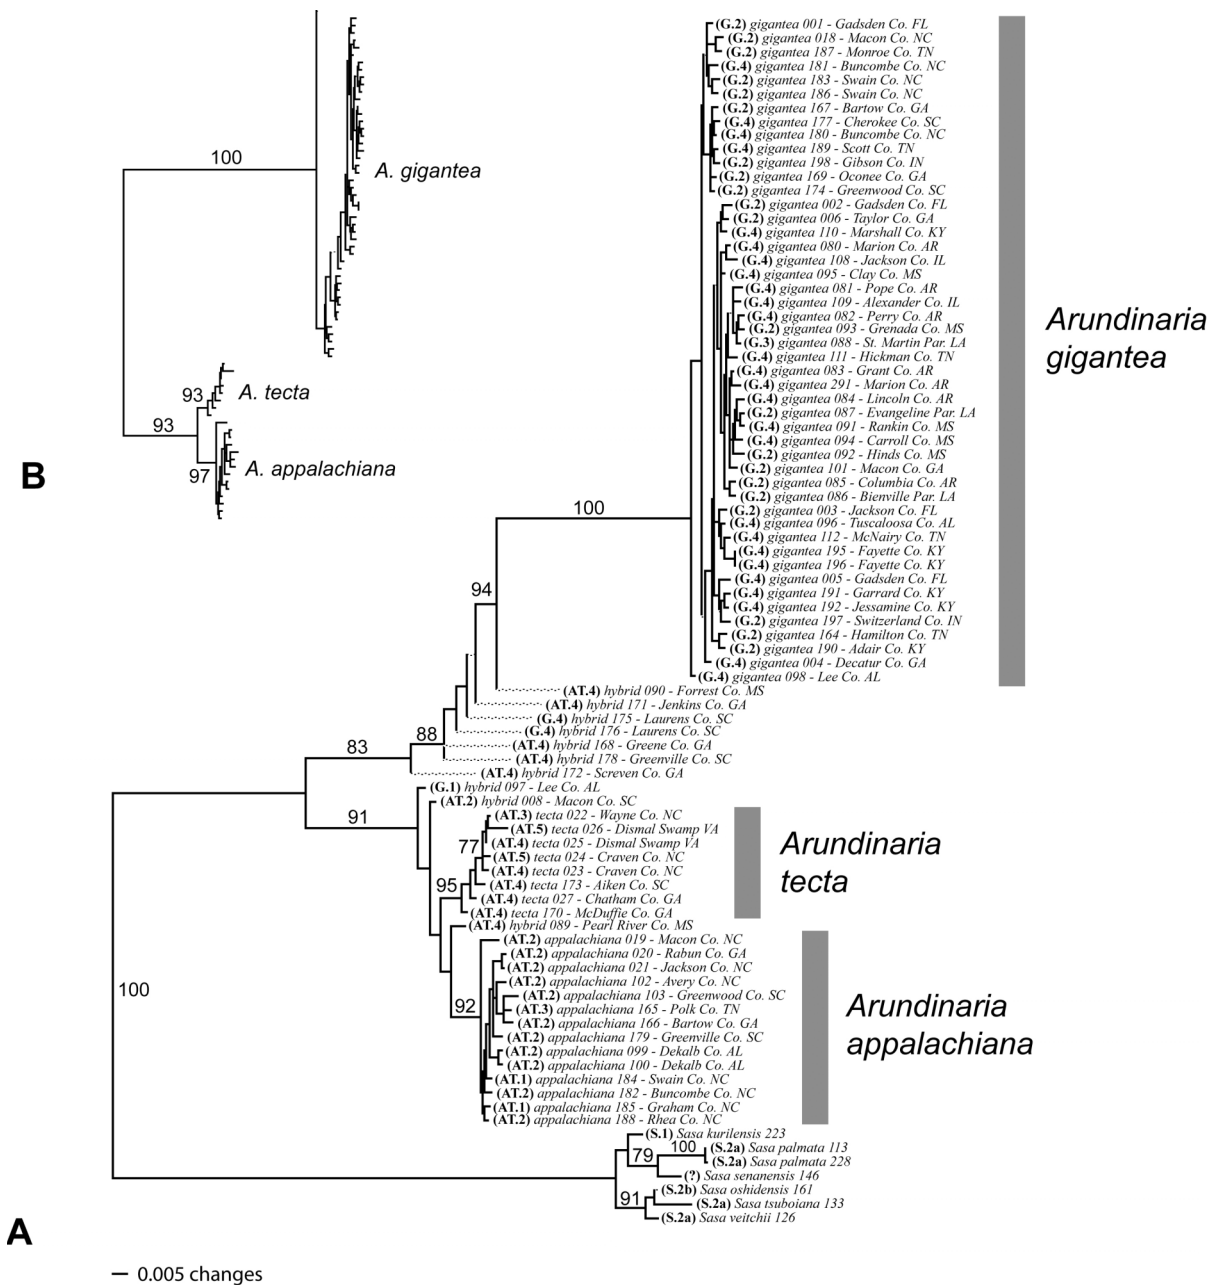 100
A. gigantea
93
A. tecta
93
97
A. appalachiana
B
(G.2) gigantea 001 - Gadsden Co. FL
(G.2) gigantea 018 - Macon Co. NC
(G.2) gigantea 187 - Monroe Co. TN
(G.4) gigantea 181 - Buncombe Co. NC
(G.2) gigantea 183 - Swain Co. NC
(G.2) gigantea 186 - Swain Co. NC
(G.2) gigantea 167 - Bartow Co. GA
(G.4) gigantea 177 - Cherokee Co. SC
(G.4) gigantea 180 - Buncombe Co. NC
(G.4) gigantea 189 - Scott Co. TN
(G.2) gigantea 198 - Gibson Co. IN
(G.2) gigantea 169 - Oconee Co. GA
(G.2) gigantea 174 - Greenwood Co. SC
(G.2) gigantea 002 - Gadsden Co. FL
(G.2) gigantea 006 - Taylor Co. GA
(G.4) gigantea 110 - Marshall Co. KY
(G.4) gigantea 080 - Marion Co. AR
(G.4) gigantea 108 - Jackson Co. IL
(G.4) gigantea 095 - Clay Co. MS
(G.4) gigantea 081 - Pope Co. AR
(G.4) gigantea 109 - Alexander Co. IL
(G.4) gigantea 082 - Perry Co. AR
(G.2) gigantea 093 - Grenada Co. MS
(G.3) gigantea 088 - St. Martin Par. LA
(G.4) gigantea 111 - Hickman Co. TN
(G.4) gigantea 083 - Grant Co. AR
(G.4) gigantea 291 - Marion Co. AR
(G.4) gigantea 084 - Lincoln Co. AR
(G.2) gigantea 087 - Evangeline Par. LA
(G.4) gigantea 091 - Rankin Co. MS
(G.4) gigantea 094 - Carroll Co. MS
(G.2) gigantea 092 - Hinds Co. MS
(G.2) gigantea 101 - Macon Co. GA
(G.2) gigantea 085 - Columbia Co. AR
(G.2) gigantea 086 - Bienville Par. LA
(G.2) gigantea 003 - Jackson Co. FL
(G.4) gigantea 096 - Tuscaloosa Co. AL
(G.4) gigantea 112 - McNairy Co. TN
(G.4) gigantea 195 - Fayette Co. KY
(G.4) gigantea 196 - Fayette Co. KY
(G.4) gigantea 005 - Gadsden Co. FL
(G.4) gigantea 191 - Garrard Co. KY
(G.4) gigantea 192 - Jessamine Co. KY
(G.2) gigantea 197 - Switzerland Co. IN
(G.2) gigantea 164 - Hamilton Co. TN
(G.2) gigantea 190 - Adair Co. KY
(G.4) gigantea 004 - Decatur Co. GA
(G.4) gigantea 098 - Lee Co. AL
Arundinaria
gigantea
100
94
(AT.4) hybrid 090 - Forrest Co. MS
(AT.4) hybrid 171 - Jenkins Co. GA
(G.4) hybrid 175 - Laurens Co. SC
(G.4) hybrid 176 - Laurens Co. SC
(AT.4) hybrid 168 - Greene Co. GA
(AT.4) hybrid 178 - Greenville Co. SC
(AT.4) hybrid 172 - Screven Co. GA
88
83
(G.1) hybrid 097 - Lee Co. AL
(AT.2) hybrid 008 - Macon Co. SC
91
(AT.3) tecta 022 - Wayne Co. NC
(AT.5) tecta 026 - Dismal Swamp VA
(AT.4) tecta 025 - Dismal Swamp VA
(AT.5) tecta 024 - Craven Co. NC
(AT.4) tecta 023 - Craven Co. NC
(AT.4) tecta 173 - Aiken Co. SC
(AT.4) tecta 027 - Chatham Co. GA
(AT.4) tecta 170 - McDuffie Co. GA
77
95
Arundinaria
tecta
(AT.4) hybrid 089 - Pearl River Co. MS
(AT.2) appalachiana 019 - Macon Co. NC
(AT.2) appalachiana 020 - Rabun Co. GA
(AT.2) appalachiana 021 - Jackson Co. NC
(AT.2) appalachiana 102 - Avery Co. NC
(AT.2) appalachiana 103 - Greenwood Co. SC
(AT.3) appalachiana 165 - Polk Co. TN
(AT.2) appalachiana 166 - Bartow Co. GA
(AT.2) appalachiana 179 - Greenville Co. SC
(AT.2) appalachiana 099 - Dekalb Co. AL
(AT.2) appalachiana 100 - Dekalb Co. AL
(AT.1) appalachiana 184 - Swain Co. NC
(AT.2) appalachiana 182 - Buncombe Co. NC
(AT.1) appalachiana 185 - Graham Co. NC
(AT.2) appalachiana 188 - Rhea Co. NC
92
Arundinaria
appalachiana
100
(S.1) Sasa kurilensis 223
(S.2a) Sasa palmata 113
(S.2a) Sasa palmata 228
(?) Sasa senanensis 146
(S.2b) Sasa oshidensis 161
(S.2a) Sasa tsuboiana 133
(S.2a) Sasa veitchii 126
100
79
91
A
0.005 changes